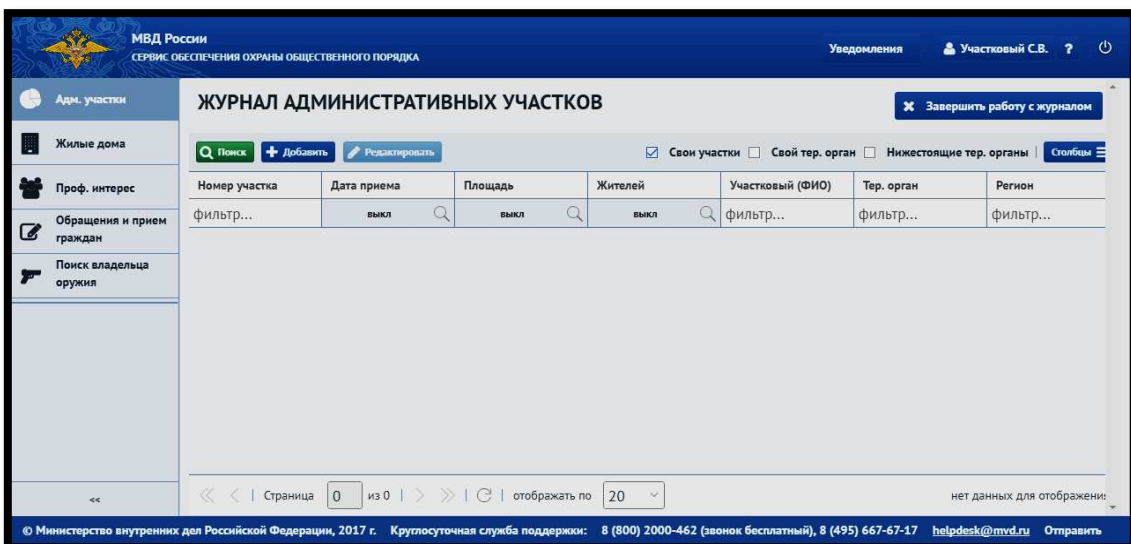 МВД России
СЕРВИС ОБЕСПЕЧЕНИЯ ОХРАНЫ ОБЩЕСТВЕННОГО ПОРЯДКА
Уведомления Участковый С.В. ?
Адм. участки
Жилые дома
Проф. интерес
Обращения и прием
граждан
Поиск владельца
оружия
<<
ЖУРНАЛ АДМИНИСТРАТИВНЫХ УЧАСТКОВ
Завершить работу с журналом
Поиск Добавить Редактировать Свои участки Свой тер. орган Нижестоящие тер. органы | Столбцы
Номер участка Дата приема Площадь Жителей Участковый (ФИО) Тер. орган Регион
фильтр... выкл выкл выкл фильтр... фильтр... фильтр...
Страница 0 из 0 отображать по 20 нет данных для отображения
© Министерство внутренних дел Российской Федерации, 2017 г. Круглосуточная служба поддержки: 8 (800) 2000-462 (звонок бесплатный), 8 (495) 667-67-17 helpdesk@mvd.ru Отправить